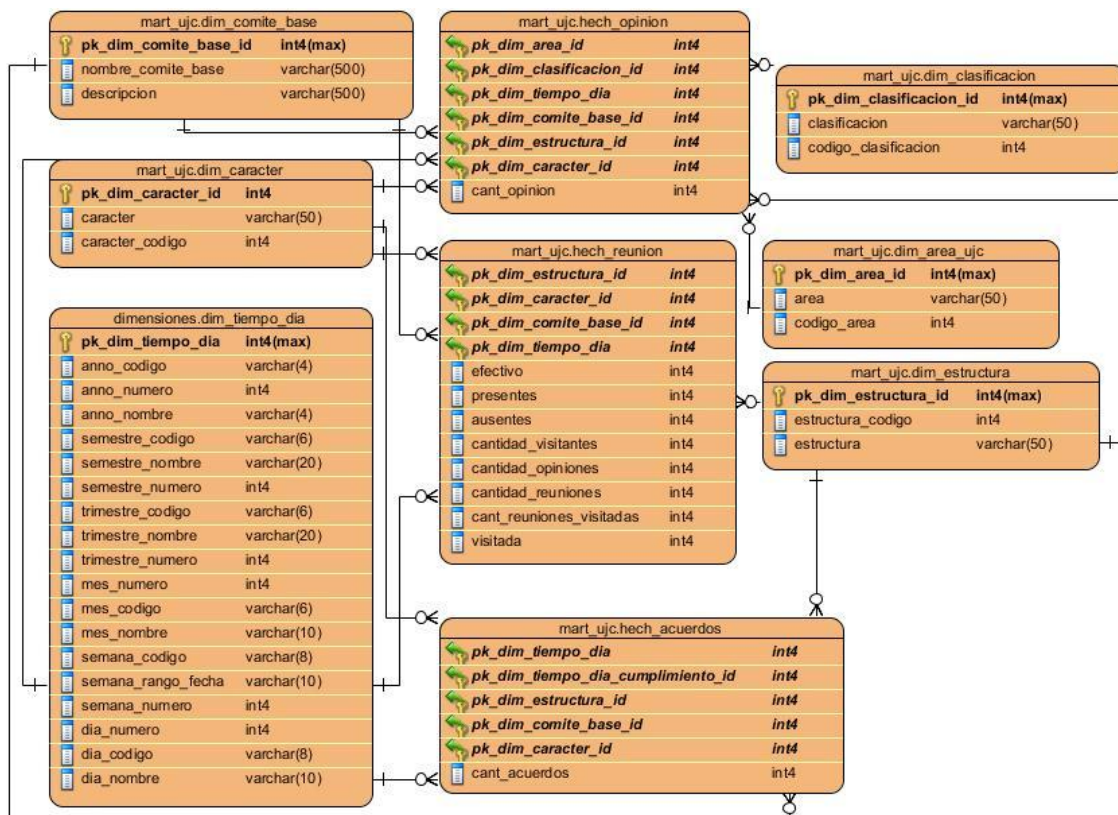 mart_ujc.dim_comite_base
pk_dim_comite_base_id int4(max)
nombre_comite_base varchar(500)
descripcion varchar(500)
mart_ujc.dim_caracter
pk_dim_caracter_id int4
caracter varchar(50)
caracter_codigo int4
dimensiones.dim_tiempo_dia
pk_dim_tiempo_dia int4(max)
anno_codigo varchar(4)
anno_numero int4
anno_nombre varchar(4)
semestre_codigo varchar(6)
semestre_nombre varchar(20)
semestre_numero int4
trimestre_codigo varchar(6)
trimestre_nombre varchar(20)
trimestre_numero int4
mes_numero int4
mes_codigo varchar(6)
mes_nombre varchar(10)
semana_codigo varchar(8)
semana_rango_fecha varchar(10)
semana_numero int4
dia_numero int4
dia_codigo varchar(8)
dia_nombre varchar(10)
mart_ujc.hech_opinion
pk_dim_area_id int4
pk_dim_clasificacion_id int4
pk_dim_tiempo_dia int4
pk_dim_comite_base_id int4
pk_dim_estructura_id int4
pk_dim_caracter_id int4
cant_opinion int4
mart_ujc.hech_reunion
pk_dim_estructura_id int4
pk_dim_caracter_id int4
pk_dim_comite_base_id int4
pk_dim_tiempo_dia int4
efectivo int4
presentes int4
ausentes int4
cantidad_visitantes int4
cantidad_opiniones int4
cantidad_reuniones int4
cant_reuniones_visitadas int4
visitada int4
mart_ujc.hech_acuerdos
pk_dim_tiempo_dia int4
pk_dim_tiempo_dia_cumplimiento_id int4
pk_dim_estructura_id int4
pk_dim_comite_base_id int4
pk_dim_caracter_id int4
cant_acuerdos int4
mart_ujc.dim_clasificacion
pk_dim_clasificacion_id int4(max)
clasificacion varchar(50)
codigo_clasificacion int4
mart_ujc.dim_area_ujc
pk_dim_area_id int4(max)
area varchar(50)
codigo_area int4
mart_ujc.dim_estructura
pk_dim_estructura_id int4(max)
estructura_codigo int4
estructura varchar(50)